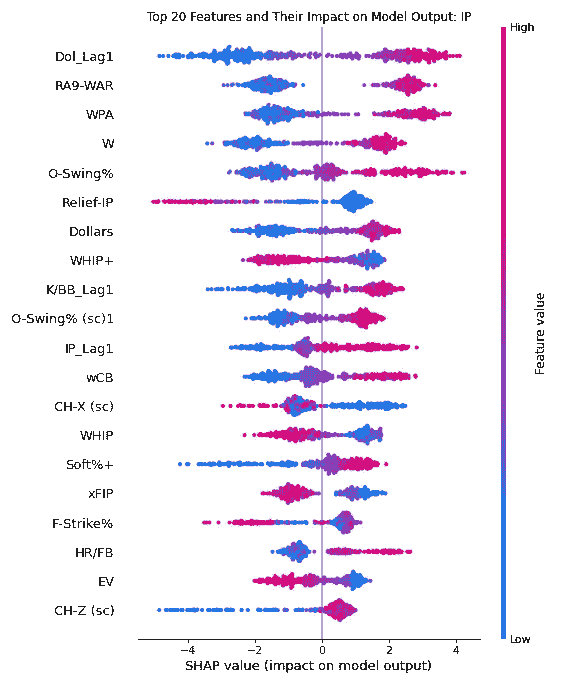 Top 20 Features and Their Impact on Model Output: IP
High
Dol_Lag1
RA9-WAR
WPA
W
O-Swing%
Relief-IP
Dollars
WHIP+
K/BB_Lag1
O-Swing% (sc)1
IP_Lag1
wCB
CH-X (sc)
WHIP
Soft%+
xFIP
F-Strike%
HR/FB
EV
CH-Z (sc)
Feature value
Low
−4 −2 0 2 4
SHAP value (impact on model output)